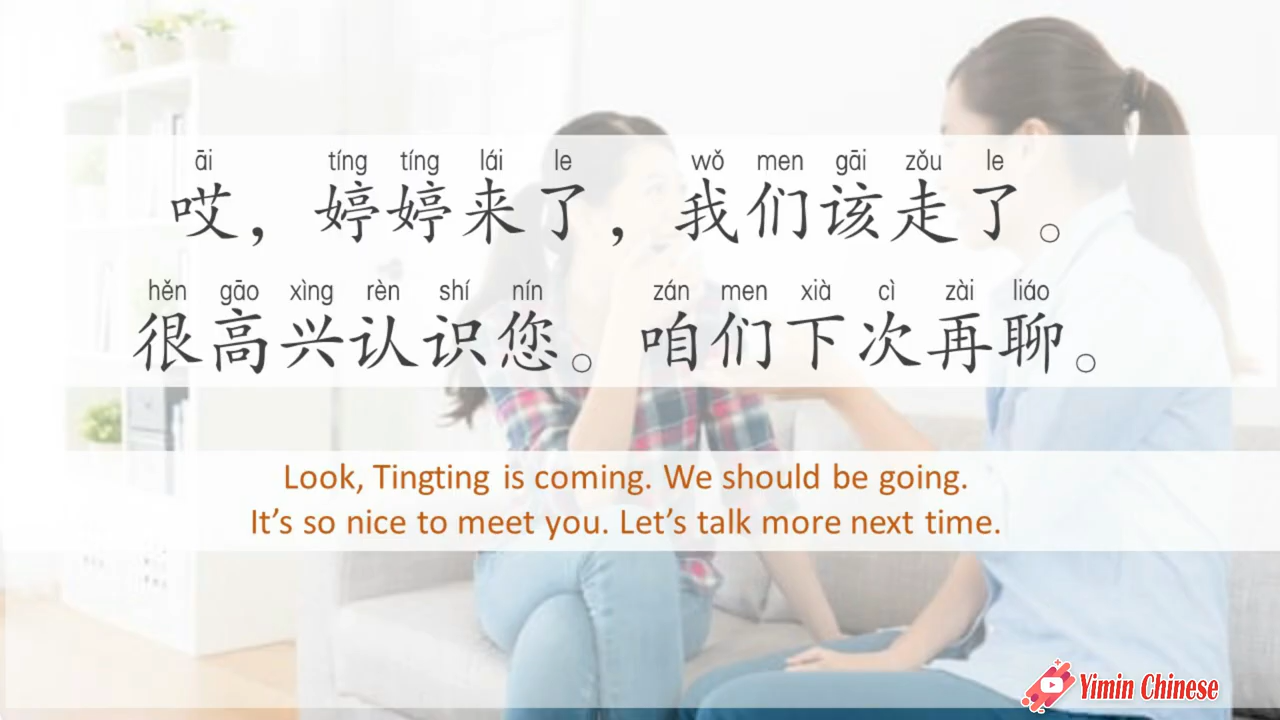 āi tíng tíng lái le wǒ men gāi zǒu le
哎，婷婷来了，我们该走了。
hěn gāo xìng rèn shí nín zán men xià cì zài liáo
很高兴认识您。咱们下次再聊。
Look, Tingting is coming. We should be going.
It’s so nice to meet you. Let’s talk more next time.
Yimin Chinese